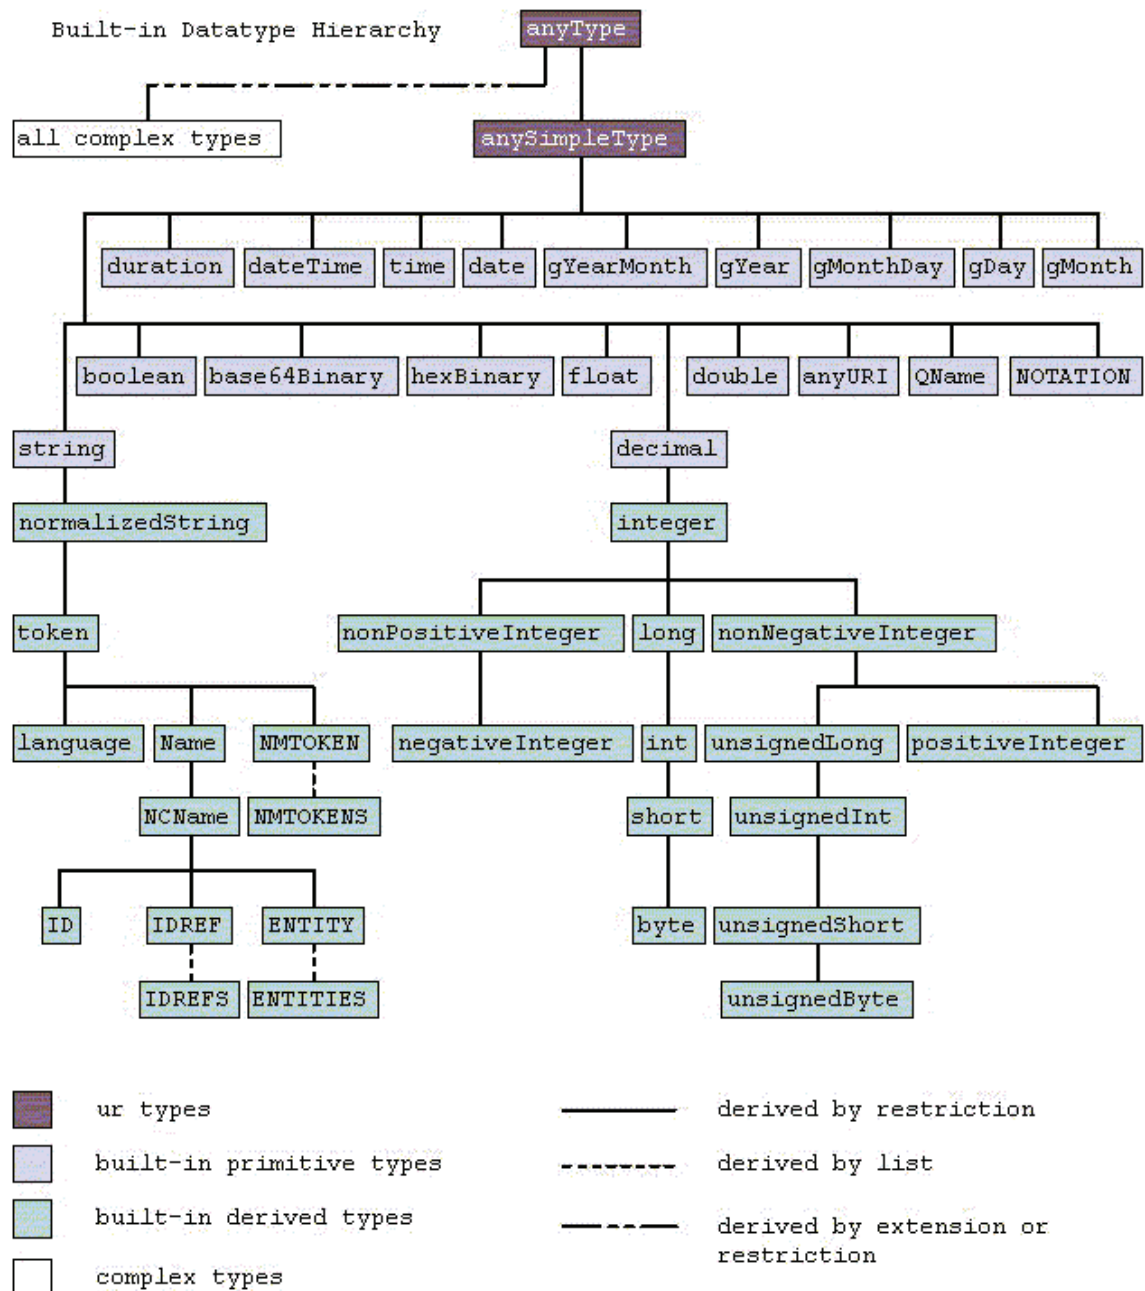 Built-in Datatype Hierarchy
anyType
all complex types
anySimpleType
duration dateTime time date gYearMonth gYear gMonthDay gDay gMonth
boolean base64Binary hexBinary float double anyURI QName NOTATION
string decimal
normalizedString integer
token nonPositiveInteger long nonNegativeInteger
language Name NMTOKEN negativeInteger int unsignedLong positiveInteger
NCName NMTOKENS short unsignedInt
ID IDREF ENTITY byte unsignedShort
IDREFS ENTITIES unsignedByte
ur types derived by restriction
built-in primitive types derived by list
built-in derived types derived by extension or
restriction
complex types